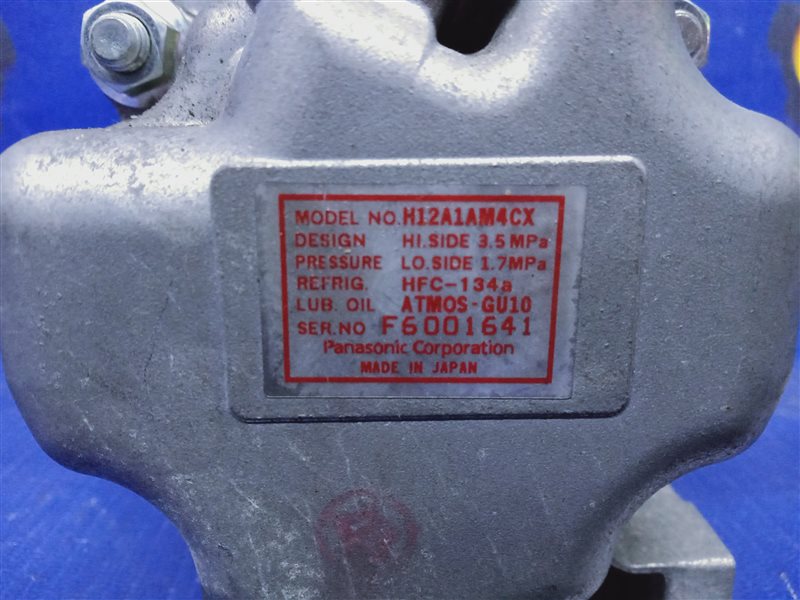 MODEL NO. H12A1AM4CX
DESIGN HI.SIDE 3.5 MPa
PRESSURE LO.SIDE 1.7MPa
REFRIG. HFC-134a
LUB. OIL ATMOS-GU10
SER.NO F6001641
Panasonic Corporation
MADE IN JAPAN